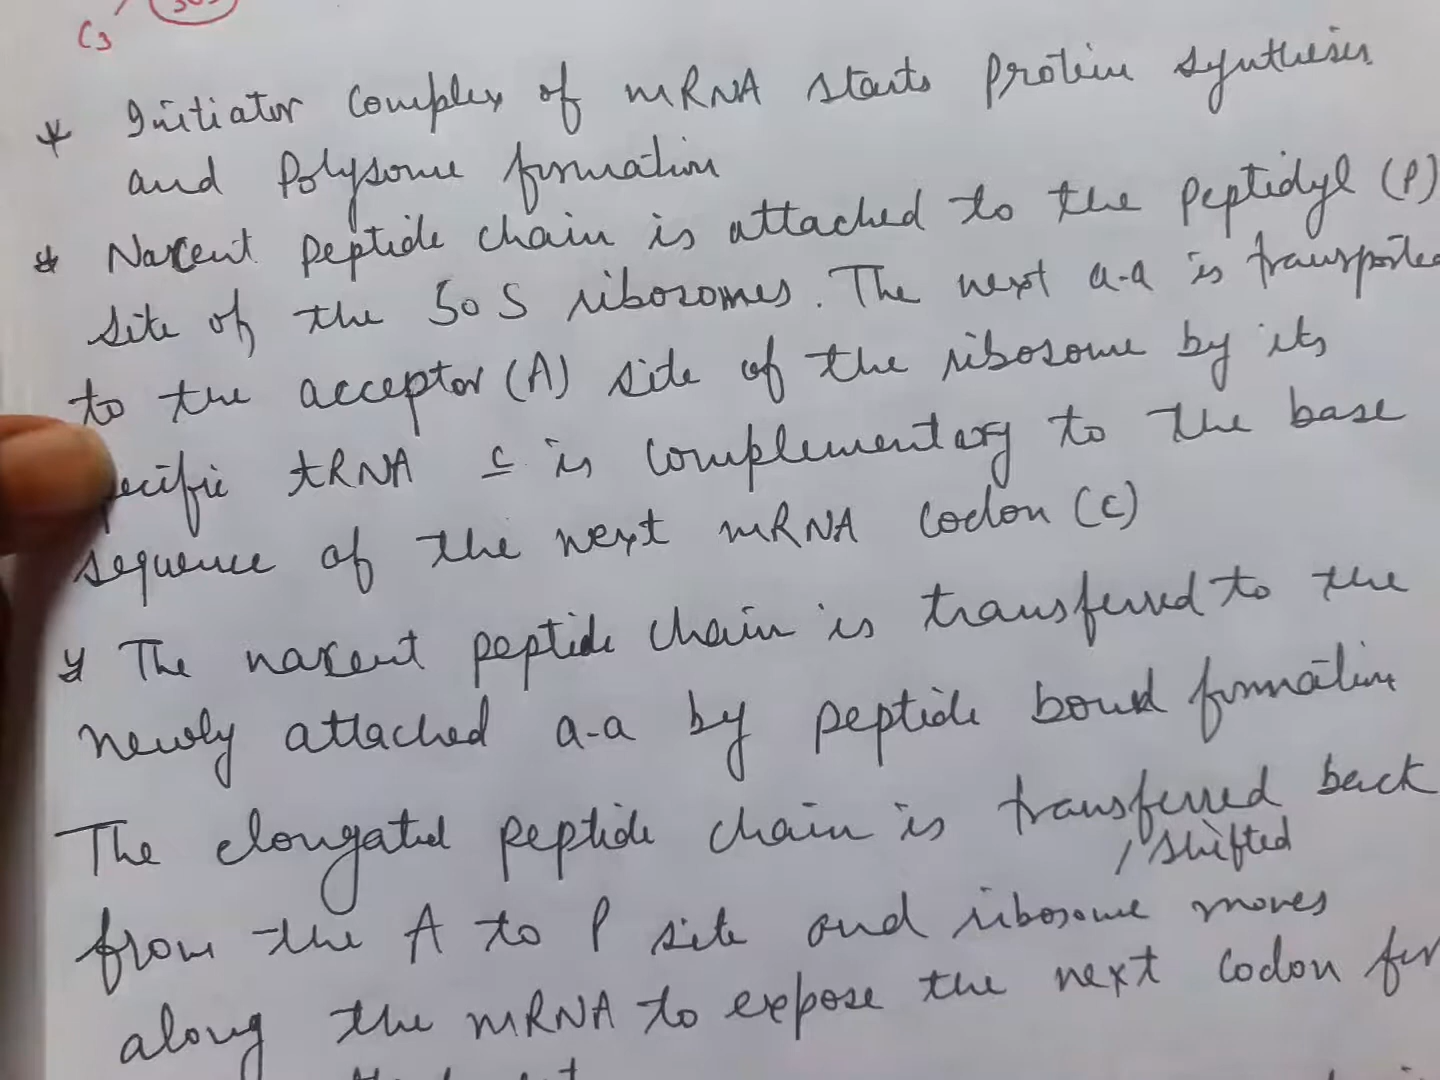 C3
* Initiator complex of mRNA starts protein synthesis
and Polysome formation
* Nascent peptide chain is attached to the peptidyl (P)
site of the 50 S ribosomes. The next a-a is transported
to the acceptor (A) site of the ribosome by its
pecific tRNA c̄ is complementary to the base
sequence of the next mRNA codon (C)
* The nascent peptide chain is transferred to the
newly attached a-a by peptide bond formation
The elongated peptide chain is transferred back
/ shifted
from the A to P site and ribosome moves
along the mRNA to expose the next codon for